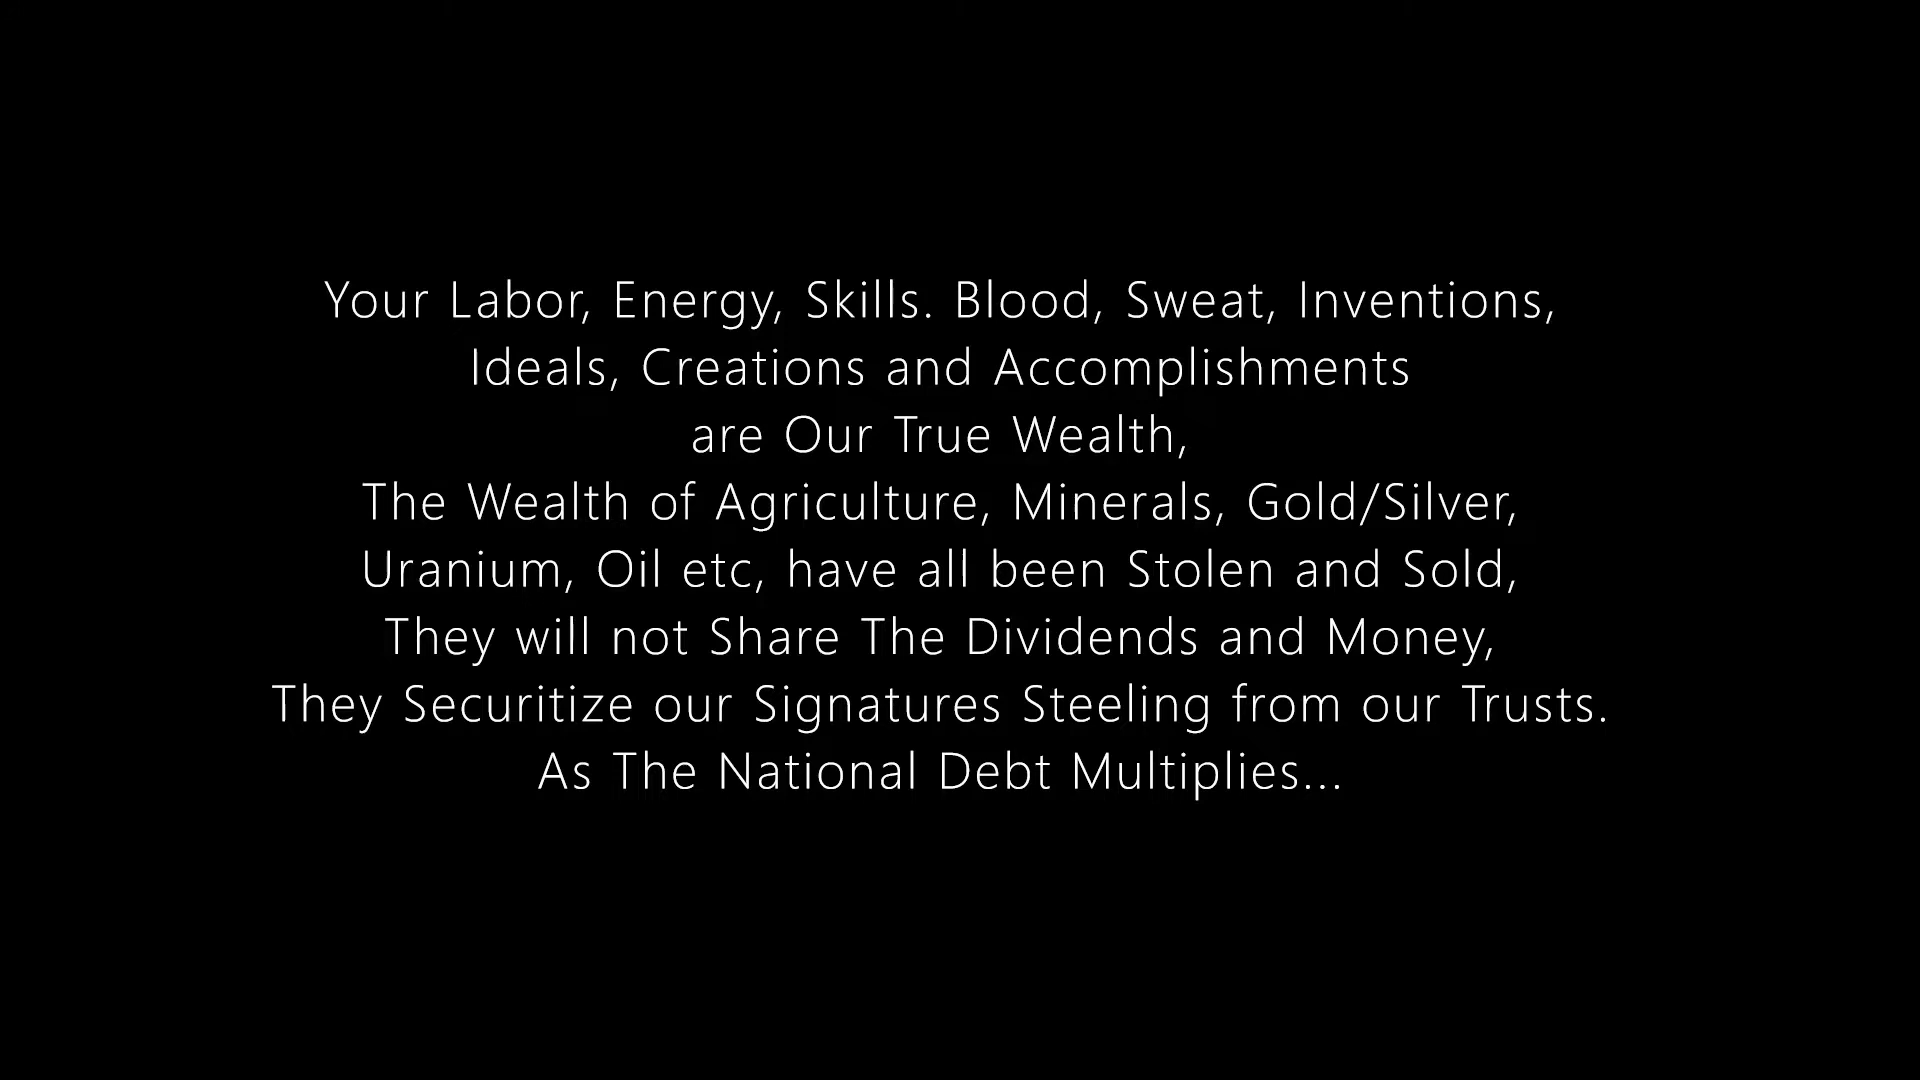 Your Labor, Energy, Skills. Blood, Sweat, Inventions,
Ideals, Creations and Accomplishments
are Our True Wealth,
The Wealth of Agriculture, Minerals, Gold/Silver,
Uranium, Oil etc, have all been Stolen and Sold,
They will not Share The Dividends and Money,
They Securitize our Signatures Steeling from our Trusts.
As The National Debt Multiplies...